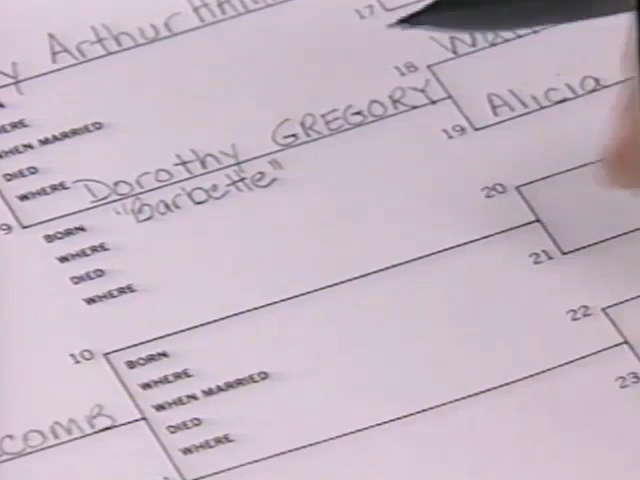 Arthur
17
18
19
Alicia
WHEN MARRIED
DIED
WHERE
Dorothy GREGORY
"Barbette"
9
BORN
WHERE
DIED
WHERE
20
21
10
BORN
WHERE
WHEN MARRIED
DIED
WHERE
22
23
COMB